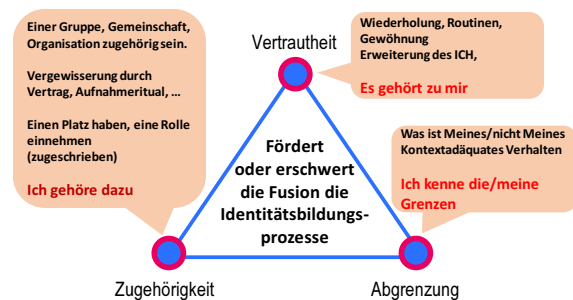 Einer Gruppe, Gemeinschaft,
Organisation zugehörig sein.
Vergewisserung durch
Vertrag, Aufnahmeritual, …
Einen Platz haben, eine Rolle
einnehmen
(zugeschrieben)
Ich gehöre dazu
Vertrautheit
Wiederholung, Routinen,
Gewöhnung
Erweiterung des ICH,
Es gehört zu mir
Was ist Meines/nicht Meines
Kontextadäquates Verhalten
Ich kenne die/meine
Grenzen
Fördert
oder erschwert
die Fusion die
Identitätsbildungs-
prozesse
Zugehörigkeit
Abgrenzung